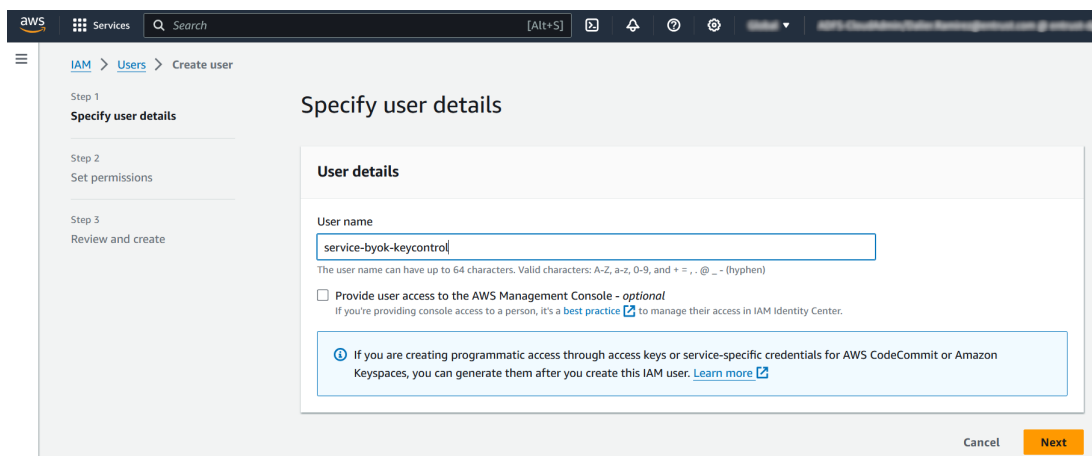 aws
Services
Search
[Alt+S]
IAM > Users > Create user
Step 1
Specify user details
Step 2
Set permissions
Step 3
Review and create
Specify user details
User details
User name
service-byok-keycontrol
The user name can have up to 64 characters. Valid characters: A-Z, a-z, 0-9, and + = , . @ _ - (hyphen)
Provide user access to the AWS Management Console - optional
If you're providing console access to a person, it's a best practice to manage their access in IAM Identity Center.
If you are creating programmatic access through access keys or service-specific credentials for AWS CodeCommit or Amazon
Keyspaces, you can generate them after you create this IAM user. Learn more
Cancel
Next